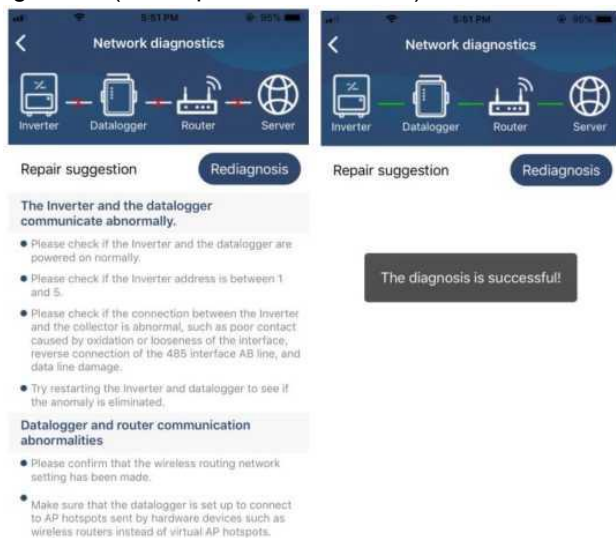 5:51 PM 95%
Network diagnostics
Inverter Datalogger Router Server
Repair suggestion Rediagnosis
The Inverter and the datalogger
communicate abnormally.
Please check if the Inverter and the datalogger are
powered on normally.
Please check if the Inverter address is between 1
and 5.
Please check if the connection between the Inverter
and the collector is abnormal, such as poor contact
caused by oxidation or looseness of the interface,
reverse connection of the 485 interface AB line, and
data line damage.
Try restarting the Inverter and datalogger to see if
the anomaly is eliminated.
Datalogger and router communication
abnormalities
Please confirm that the wireless routing network
setting has been made.
Make sure that the datalogger is set up to connect
to AP hotspots sent by hardware devices such as
wireless routers instead of virtual AP hotspots.
5:51 PM 95%
Network diagnostics
Inverter Datalogger Router Server
Repair suggestion Rediagnosis
The diagnosis is successful!